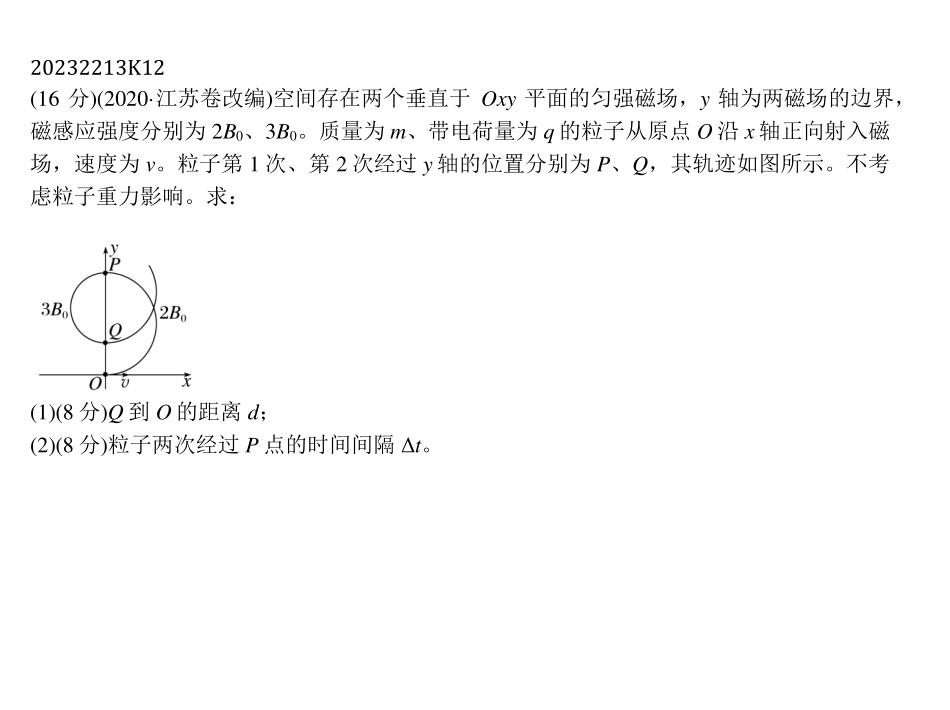 20232213K12
(16 分)(2020·江苏卷改编)空间存在两个垂直于 Oxy 平面的匀强磁场，y 轴为两磁场的边界，
磁感应强度分别为 2B₀、3B₀。质量为 m、带电荷量为 q 的粒子从原点 O 沿 x 轴正向射入磁
场，速度为 v。粒子第 1 次、第 2 次经过 y 轴的位置分别为 P、Q，其轨迹如图所示。不考
虑粒子重力影响。求：
y
P
3B₀
2B₀
Q
O
v
x
(1)(8 分)Q 到 O 的距离 d；
(2)(8 分)粒子两次经过 P 点的时间间隔 Δt。